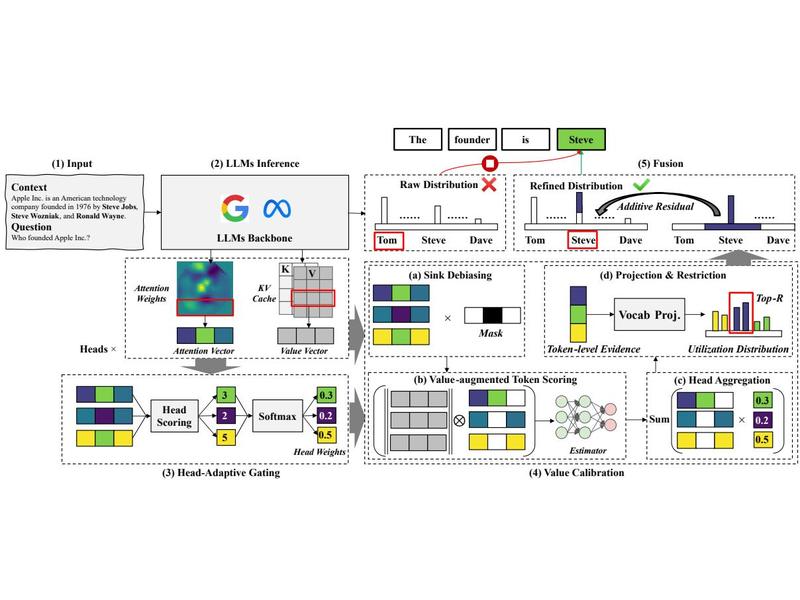 The founder is Steve
(1) Input
(2) LLMs Inference
(5) Fusion
Context
Apple Inc. is an American technology
company founded in 1976 by Steve Jobs,
Steve Wozniak, and Ronald Wayne.
Question
Who founded Apple Inc.?
LLMs Backbone
Raw Distribution
......
......
Tom Steve Dave
Refined Distribution
Additive Residual
......
......
......
Tom Steve Dave
Tom Steve Dave
Attention
Weights
Attention Vector
KV
Cache
K
V
Value Vector
Heads ×
(a) Sink Debiasing
×
Mask
(d) Projection & Restriction
Vocab Proj.
Top-R
Token-level Evidence
Utilization Distribution
Head
Scoring
3
2
5
Softmax
0.3
0.2
0.5
Head Weights
(3) Head-Adaptive Gating
(b) Value-augmented Token Scoring
Estimator
Sum
(c) Head Aggregation
×
0.3
0.2
0.5
(4) Value Calibration